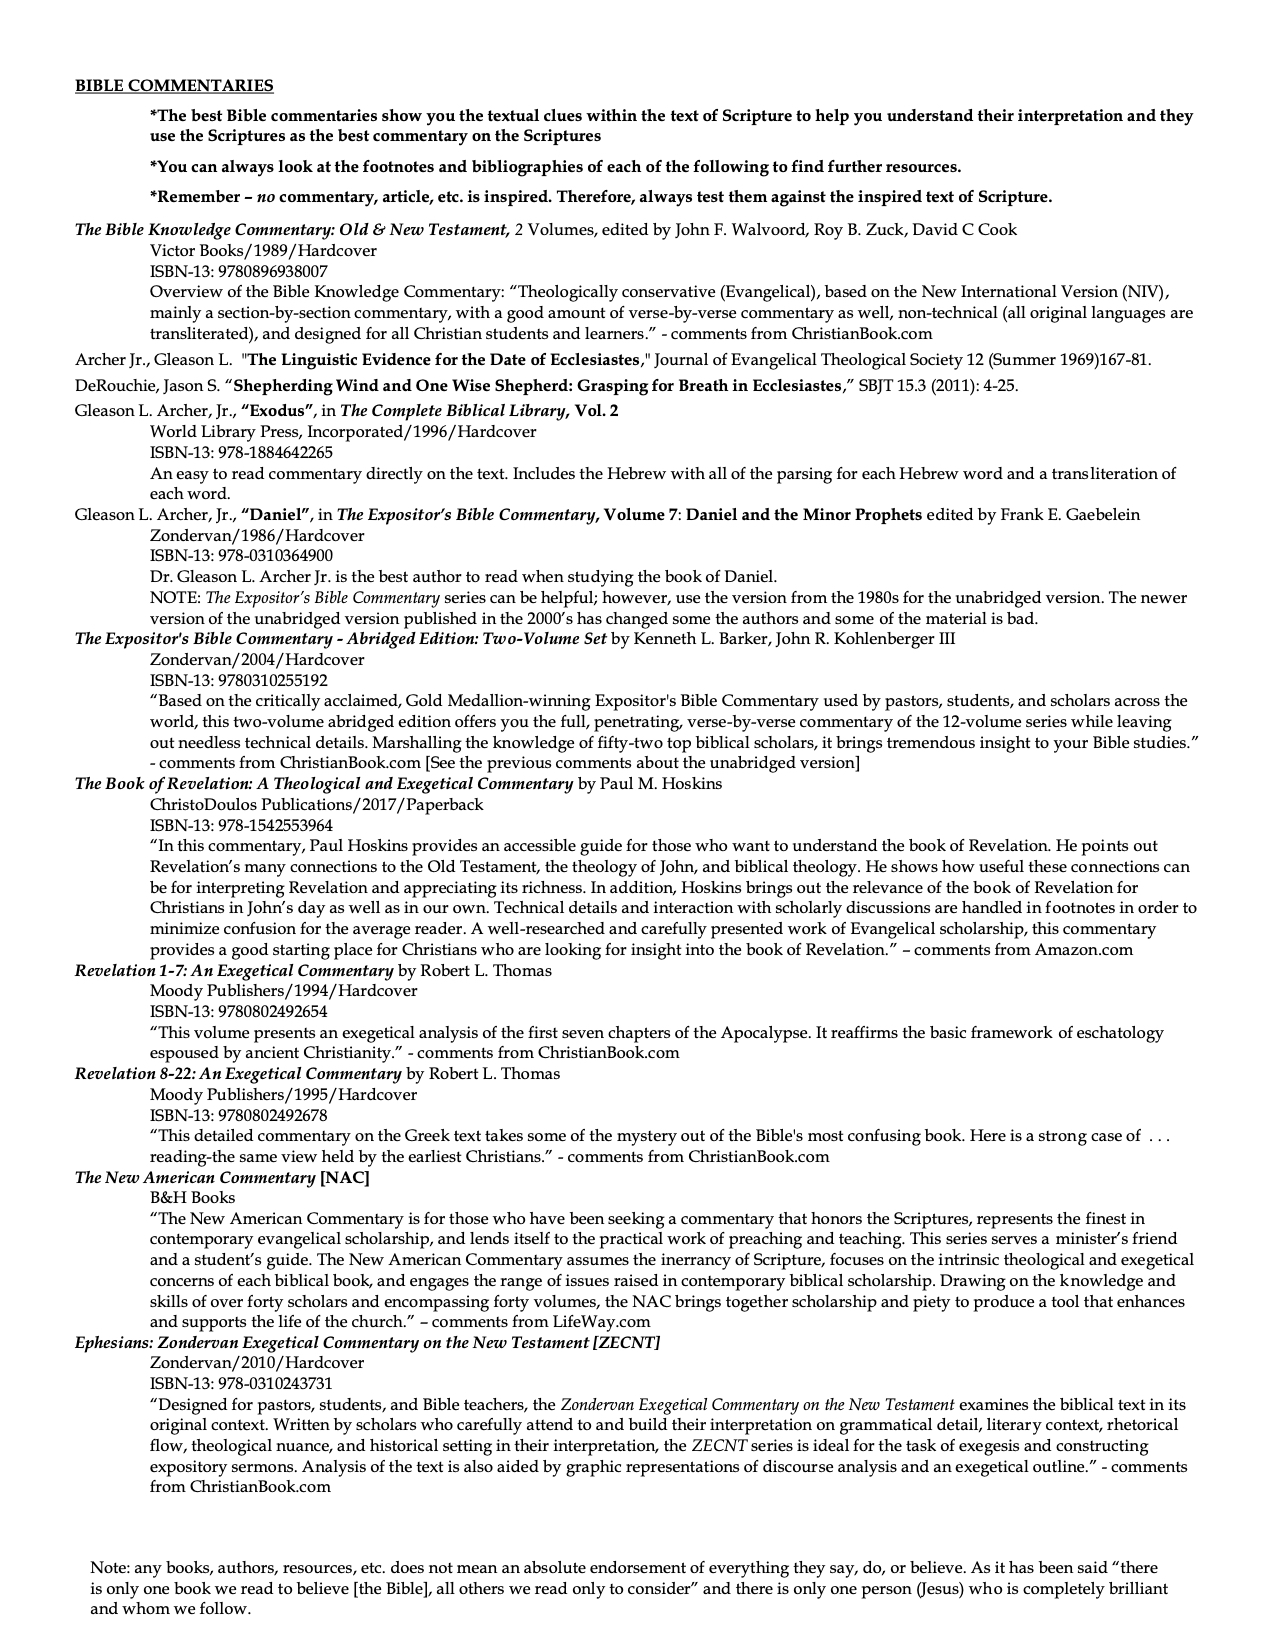 BIBLE COMMENTARIES
*The best Bible commentaries show you the textual clues within the text of Scripture to help you understand their interpretation and they
use the Scriptures as the best commentary on the Scriptures
*You can always look at the footnotes and bibliographies of each of the following to find further resources.
*Remember – no commentary, article, etc. is inspired. Therefore, always test them against the inspired text of Scripture.
The Bible Knowledge Commentary: Old & New Testament, 2 Volumes, edited by John F. Walvoord, Roy B. Zuck, David C Cook
Victor Books/1989/Hardcover
ISBN-13: 9780896938007
Overview of the Bible Knowledge Commentary: “Theologically conservative (Evangelical), based on the New International Version (NIV),
mainly a section-by-section commentary, with a good amount of verse-by-verse commentary as well, non-technical (all original languages are
transliterated), and designed for all Christian students and learners.” - comments from ChristianBook.com
Archer Jr., Gleason L. "The Linguistic Evidence for the Date of Ecclesiastes," Journal of Evangelical Theological Society 12 (Summer 1969)167-81.
DeRouchie, Jason S. “Shepherding Wind and One Wise Shepherd: Grasping for Breath in Ecclesiastes,” SBJT 15.3 (2011): 4-25.
Gleason L. Archer, Jr., “Exodus”, in The Complete Biblical Library, Vol. 2
World Library Press, Incorporated/1996/Hardcover
ISBN-13: 978-1884642265
An easy to read commentary directly on the text. Includes the Hebrew with all of the parsing for each Hebrew word and a transliteration of
each word.
Gleason L. Archer, Jr., “Daniel”, in The Expositor’s Bible Commentary, Volume 7: Daniel and the Minor Prophets edited by Frank E. Gaebelein
Zondervan/1986/Hardcover
ISBN-13: 978-0310364900
Dr. Gleason L. Archer Jr. is the best author to read when studying the book of Daniel.
NOTE: The Expositor’s Bible Commentary series can be helpful; however, use the version from the 1980s for the unabridged version. The newer
version of the unabridged version published in the 2000’s has changed some the authors and some of the material is bad.
The Expositor's Bible Commentary - Abridged Edition: Two-Volume Set by Kenneth L. Barker, John R. Kohlenberger III
Zondervan/2004/Hardcover
ISBN-13: 9780310255192
“Based on the critically acclaimed, Gold Medallion-winning Expositor's Bible Commentary used by pastors, students, and scholars across the
world, this two-volume abridged edition offers you the full, penetrating, verse-by-verse commentary of the 12-volume series while leaving
out needless technical details. Marshalling the knowledge of fifty-two top biblical scholars, it brings tremendous insight to your Bible studies.”
- comments from ChristianBook.com [See the previous comments about the unabridged version]
The Book of Revelation: A Theological and Exegetical Commentary by Paul M. Hoskins
ChristoDoulos Publications/2017/Paperback
ISBN-13: 978-1542553964
“In this commentary, Paul Hoskins provides an accessible guide for those who want to understand the book of Revelation. He points out
Revelation’s many connections to the Old Testament, the theology of John, and biblical theology. He shows how useful these connections can
be for interpreting Revelation and appreciating its richness. In addition, Hoskins brings out the relevance of the book of Revelation for
Christians in John’s day as well as in our own. Technical details and interaction with scholarly discussions are handled in footnotes in order to
minimize confusion for the average reader. A well-researched and carefully presented work of Evangelical scholarship, this commentary
provides a good starting place for Christians who are looking for insight into the book of Revelation.” – comments from Amazon.com
Revelation 1-7: An Exegetical Commentary by Robert L. Thomas
Moody Publishers/1994/Hardcover
ISBN-13: 9780802492654
“This volume presents an exegetical analysis of the first seven chapters of the Apocalypse. It reaffirms the basic framework of eschatology
espoused by ancient Christianity.” - comments from ChristianBook.com
Revelation 8-22: An Exegetical Commentary by Robert L. Thomas
Moody Publishers/1995/Hardcover
ISBN-13: 9780802492678
“This detailed commentary on the Greek text takes some of the mystery out of the Bible's most confusing book. Here is a strong case of . . .
reading-the same view held by the earliest Christians.” - comments from ChristianBook.com
The New American Commentary [NAC]
B&H Books
“The New American Commentary is for those who have been seeking a commentary that honors the Scriptures, represents the finest in
contemporary evangelical scholarship, and lends itself to the practical work of preaching and teaching. This series serves a minister’s friend
and a student’s guide. The New American Commentary assumes the inerrancy of Scripture, focuses on the intrinsic theological and exegetical
concerns of each biblical book, and engages the range of issues raised in contemporary biblical scholarship. Drawing on the knowledge and
skills of over forty scholars and encompassing forty volumes, the NAC brings together scholarship and piety to produce a tool that enhances
and supports the life of the church.” – comments from LifeWay.com
Ephesians: Zondervan Exegetical Commentary on the New Testament [ZECNT]
Zondervan/2010/Hardcover
ISBN-13: 978-0310243731
“Designed for pastors, students, and Bible teachers, the Zondervan Exegetical Commentary on the New Testament examines the biblical text in its
original context. Written by scholars who carefully attend to and build their interpretation on grammatical detail, literary context, rhetorical
flow, theological nuance, and historical setting in their interpretation, the ZECNT series is ideal for the task of exegesis and constructing
expository sermons. Analysis of the text is also aided by graphic representations of discourse analysis and an exegetical outline.” - comments
from ChristianBook.com
Note: any books, authors, resources, etc. does not mean an absolute endorsement of everything they say, do, or believe. As it has been said “there
is only one book we read to believe [the Bible], all others we read only to consider” and there is only one person (Jesus) who is completely brilliant
and whom we follow.